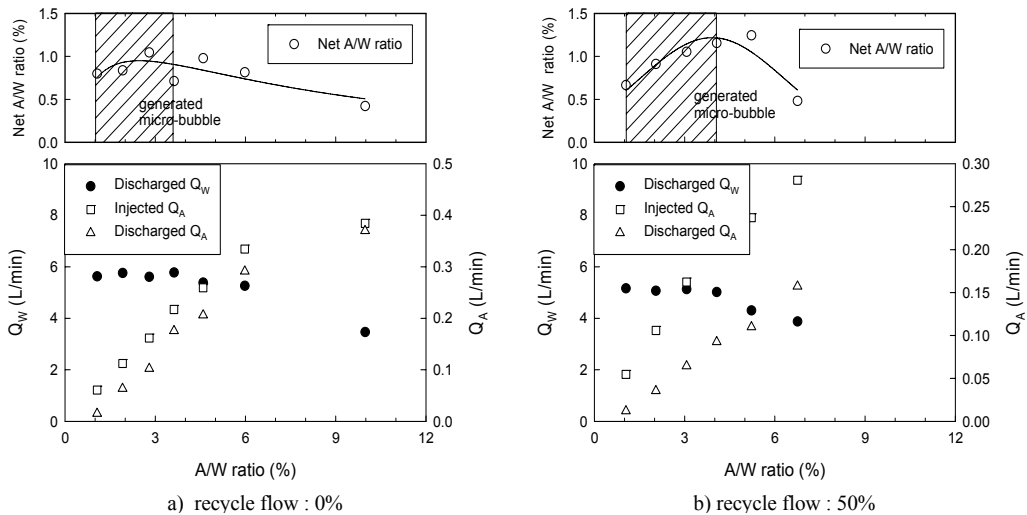 Net A/W ratio (%)
1.5
1.0
0.5
0.0
Net A/W ratio
generated
micro-bubble
Q_W (L/min)
10
8
6
4
2
0
Discharged Q_W
Injected Q_A
Discharged Q_A
0.5
0.4
0.3
0.2
0.1
0.0
Q_A (L/min)
0 3 6 9 12
A/W ratio (%)
a) recycle flow : 0%
Net A/W ratio (%)
1.5
1.0
0.5
0.0
Net A/W ratio
generated
micro-bubble
Q_W (L/min)
10
8
6
4
2
0
Discharged Q_W
Injected Q_A
Discharged Q_A
0.30
0.25
0.20
0.15
0.10
0.05
0.00
Q_A (L/min)
0 3 6 9 12
A/W ratio (%)
b) recycle flow : 50%